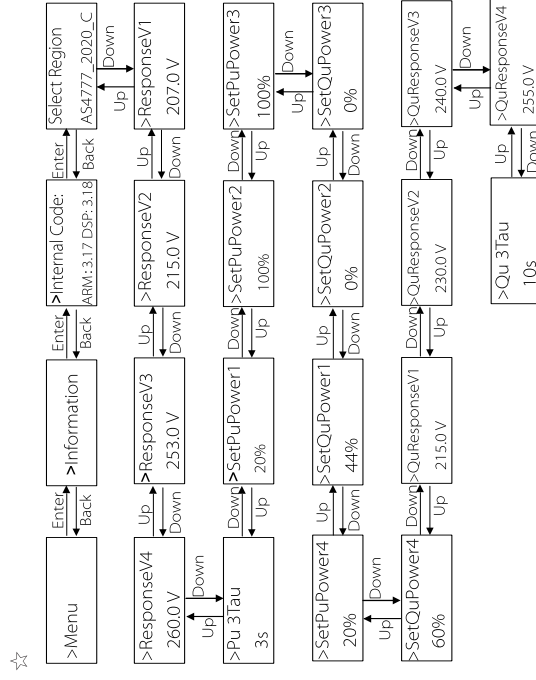 ☆
>Menu
Enter
Back
>Information
Enter
Back
>Internal Code:
ARM: 3.17 DSP: 3.18
Enter
Back
Select Region
AS4777_2020_C
Up
Down
>ResponseV1
207.0 V
Up
Down
>ResponseV2
215.0 V
Up
Down
>ResponseV3
253.0 V
Up
Down
>ResponseV4
260.0 V
Up
Down
>Pu 3Tau
3s
Down
Up
>SetPuPower1
20%
Down
Up
>SetPuPower2
100%
Down
Up
>SetPuPower3
100%
Up
Down
>SetPuPower4
20%
Up
Down
>SetQuPower1
44%
Up
Down
>SetQuPower2
0%
Up
Down
>SetQuPower3
0%
Up
Down
>SetQuPower4
60%
Down
Up
>QuResponseV1
215.0 V
Down
Up
>QuResponseV2
230.0 V
Down
Up
>QuResponseV3
240.0 V
Up
Down
>QuResponseV4
255.0 V
Up
Down
>Qu 3Tau
10s